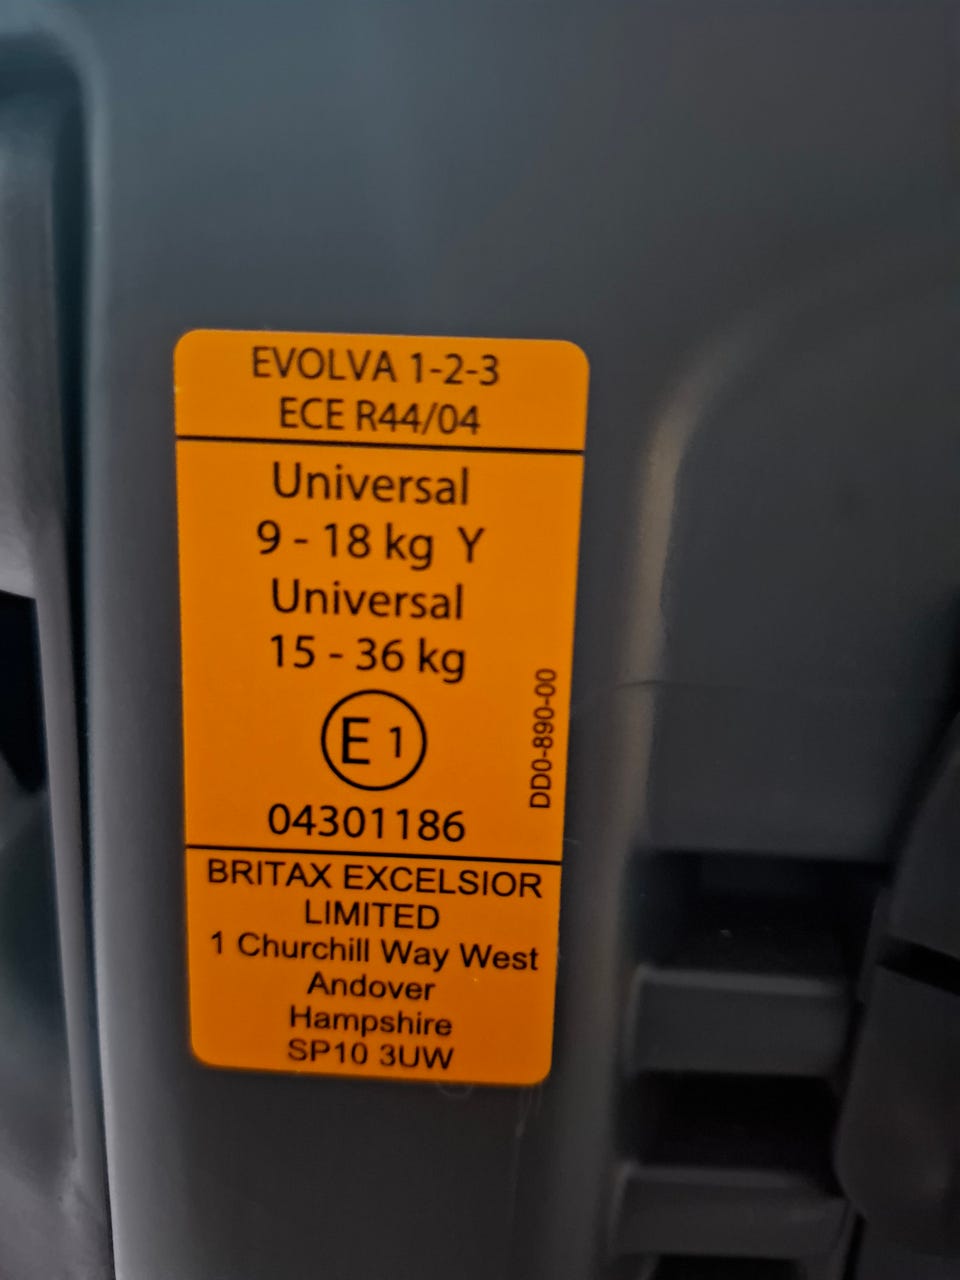 EVOLVA 1-2-3
ECE R44/04
Universal
9 - 18 kg Y
Universal
15 - 36 kg
E 1
04301186
DD0-890-00
BRITAX EXCELSIOR
LIMITED
1 Churchill Way West
Andover
Hampshire
SP10 3UW